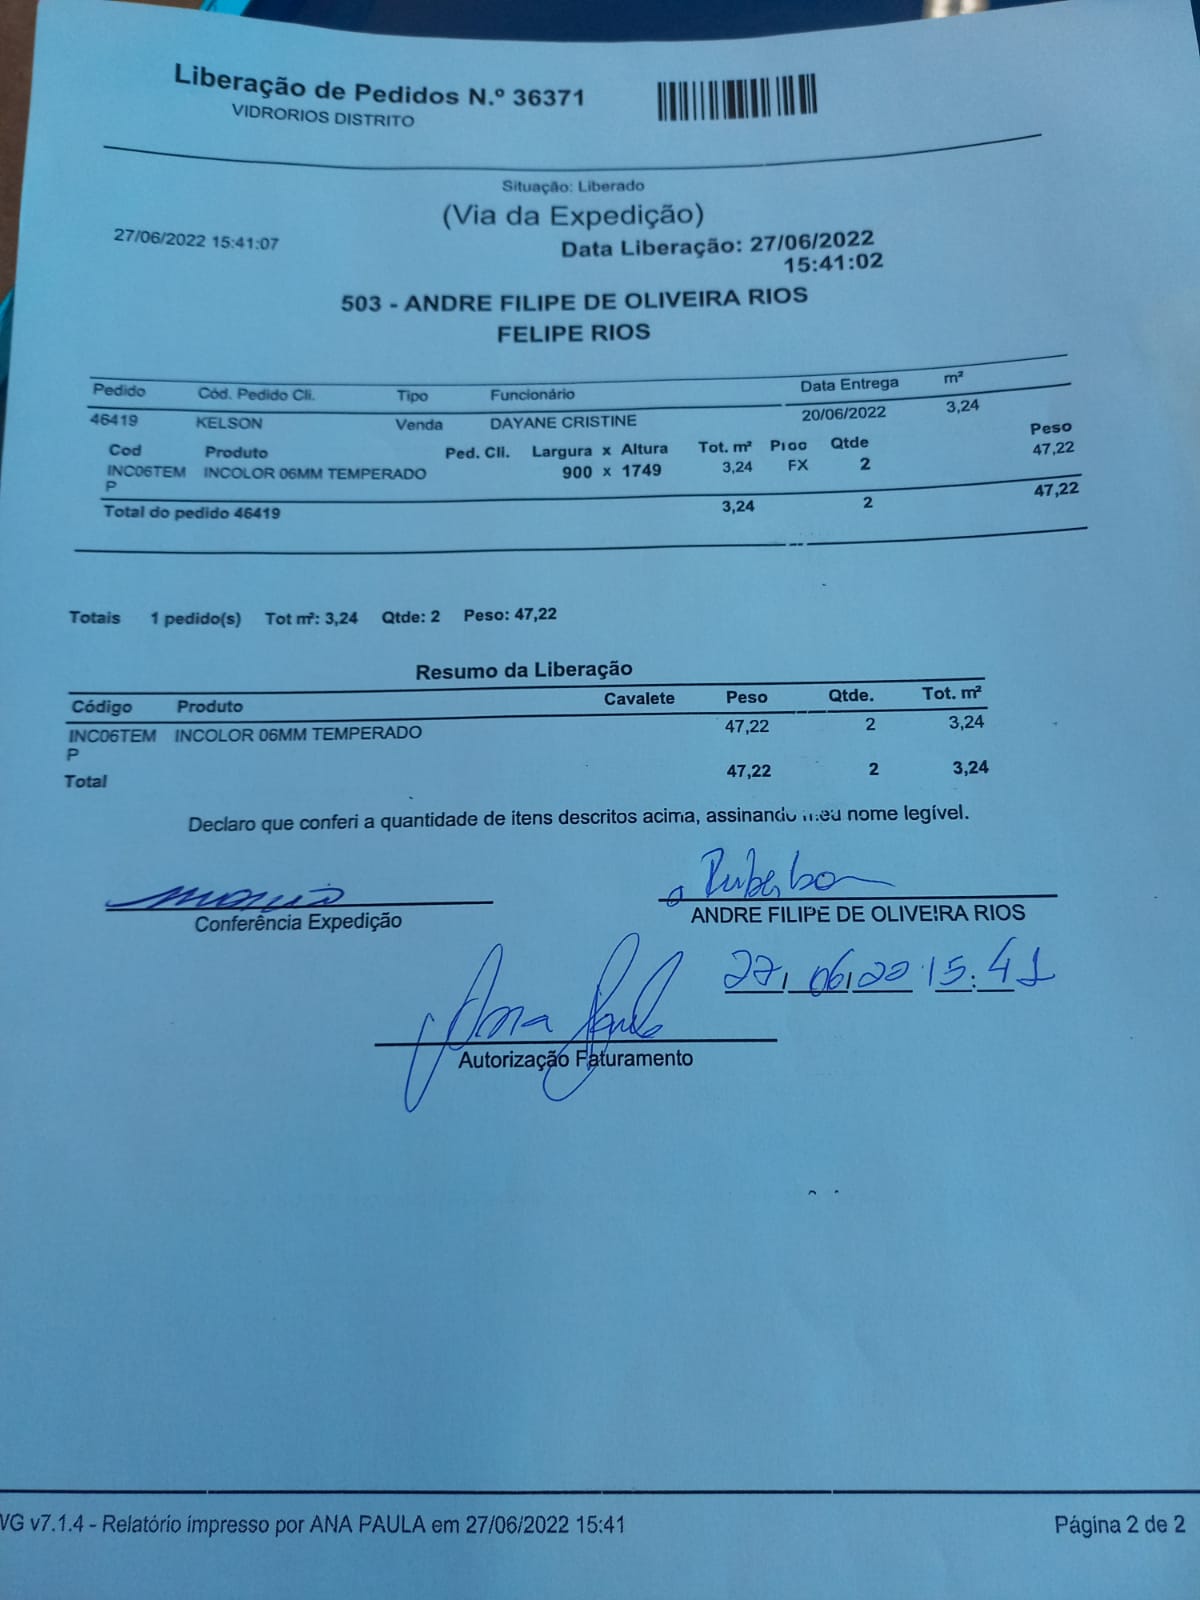 Liberação de Pedidos N.º 36371
VIDRORIOS DISTRITO
Situação: Liberado
(Via da Expedição)
27/06/2022 15:41:07
Data Liberação: 27/06/2022
15:41:02
503 - ANDRE FILIPE DE OLIVEIRA RIOS
FELIPE RIOS
Pedido Cód. Pedido Cli. Tipo Funcionário Data Entrega m²
46419 KELSON Venda DAYANE CRISTINE 20/06/2022 3,24
Cod Produto Ped. Cli. Largura x Altura Tot. m² Qtde Peso
INC06TEM INCOLOR 06MM TEMPERADO 900 x 1749 3,24 FX 2 47,22
P
Total do pedido 46419 3,24 2 47,22
Totais 1 pedido(s) Tot m²: 3,24 Qtde: 2 Peso: 47,22
Resumo da Liberação
Código Produto Cavalete Peso Qtde. Tot. m²
INC06TEM INCOLOR 06MM TEMPERADO 47,22 2 3,24
P
Total 47,22 2 3,24
Declaro que conferi a quantidade de itens descritos acima, assinando meu nome legível.
Conferência Expedição
ANDRE FILIPE DE OLIVEIRA RIOS
27/06/22 15:41
Ana Paula
Autorização Faturamento
WG v7.1.4 - Relatório impresso por ANA PAULA em 27/06/2022 15:41
Página 2 de 2